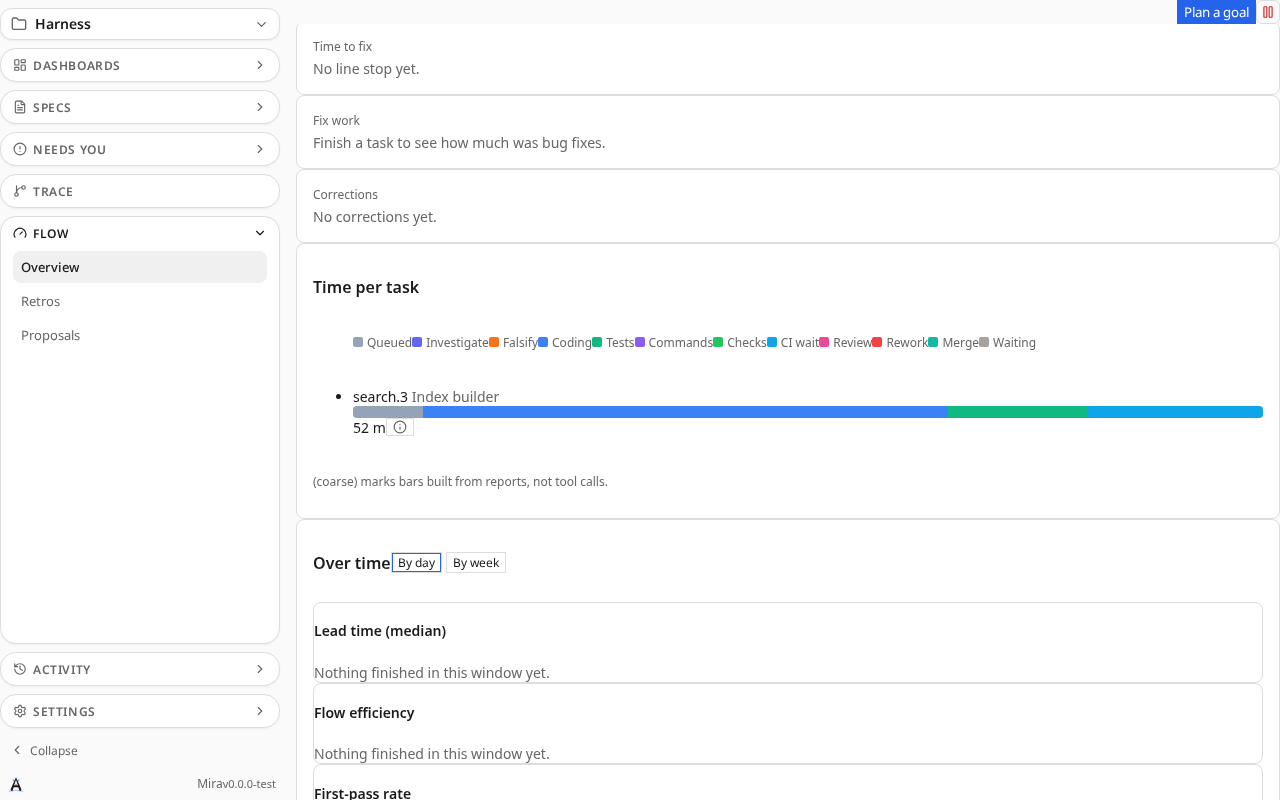 Harness
Plan a goal
DASHBOARDS
SPECS
NEEDS YOU
TRACE
FLOW
Overview
Retros
Proposals
ACTIVITY
SETTINGS
Collapse
Mirav0.0.0-test
Time to fix
No line stop yet.
Fix work
Finish a task to see how much was bug fixes.
Corrections
No corrections yet.
Time per task
Queued Investigate Falsify Coding Tests Commands Checks CI wait Review Rework Merge Waiting
search.3 Index builder
52 m
(coarse) marks bars built from reports, not tool calls.
Over time By day By week
Lead time (median)
Nothing finished in this window yet.
Flow efficiency
Nothing finished in this window yet.
First-pass rate